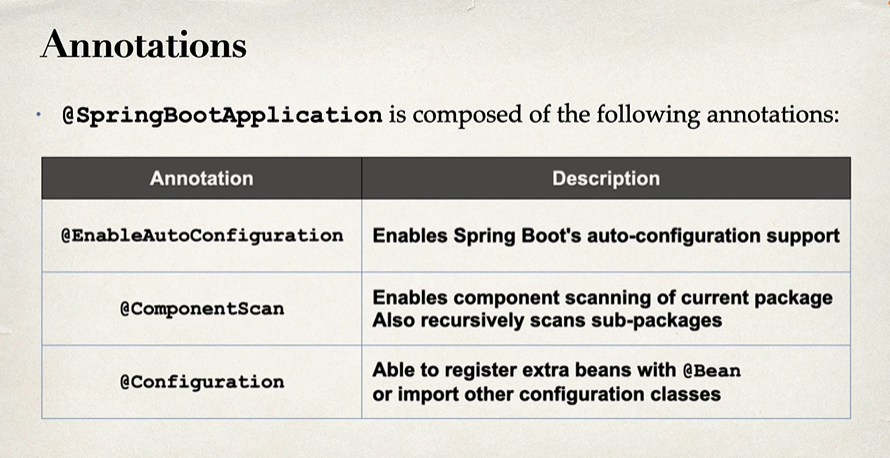 Annotations
• @SpringBootApplication is composed of the following annotations:
Annotation Description
@EnableAutoConfiguration Enables Spring Boot's auto-configuration support
@ComponentScan Enables component scanning of current package
Also recursively scans sub-packages
@Configuration Able to register extra beans with @Bean
or import other configuration classes